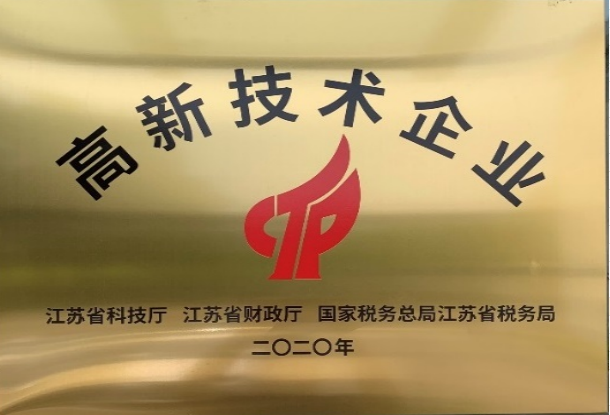 高新技术企业
江苏省科技厅 江苏省财政厅 国家税务总局江苏省税务局
二〇二〇年